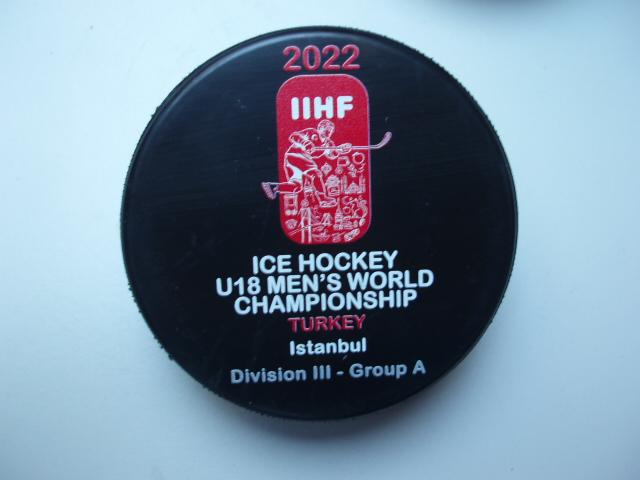 2022
IIHF
ICE HOCKEY
U18 MEN'S WORLD
CHAMPIONSHIP
TURKEY
Istanbul
Division III - Group A